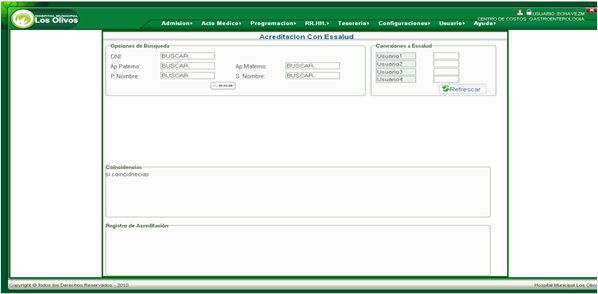 HOSPITAL MUNICIPAL
Los Olivos
USUARIO: ECHAVEZM
CENTRO DE COSTOS: GASTROENTEROLOGIA
Admision Acto Medico Programacion RR.HH. Tesoreria Configuraciones Usuario Ayuda
Acreditacion Con Essalud
Opciones de Busqueda
DNI: BUSCAR..
Ap.Paterno: BUSCAR.. Ap.Materno: BUSCAR..
P. Nombre: BUSCAR.. S. Nombre: BUSCAR..
BUSCAR
Conexiones a Essalud
Usuario1
Usuario2
Usuario3
Usuario4
Refrescar
Coincidencias
si coincidnecias
Registro de Acreditación
Copyright © Todos los Derechos Reservados - 2010
Hospital Municipal Los Olivo